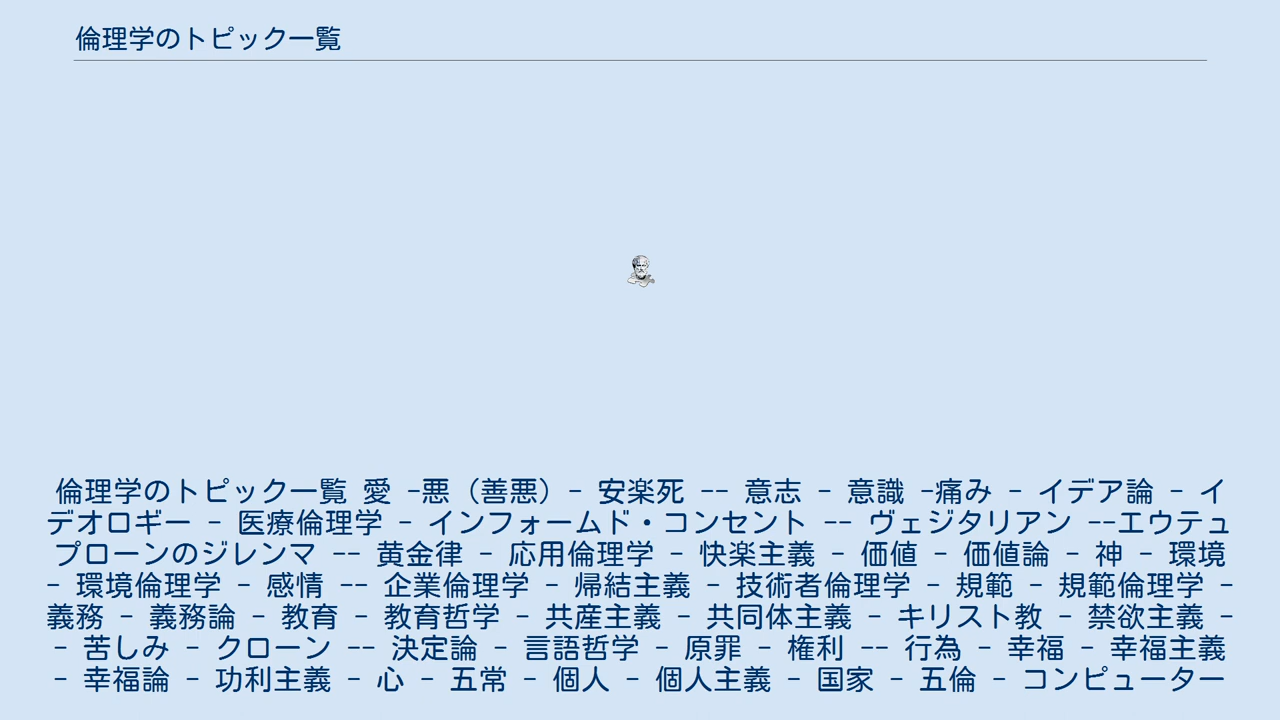 倫理学のトピック一覧
倫理学のトピック一覧 愛 -悪（善悪）- 安楽死 -- 意志 - 意識 -痛み - イデア論 - イ
デオロギー - 医療倫理学 - インフォームド・コンセント -- ヴェジタリアン --エウテュ
プローンのジレンマ -- 黄金律 - 応用倫理学 - 快楽主義 - 価値 - 価値論 - 神 - 環境
- 環境倫理学 - 感情 -- 企業倫理学 - 帰結主義 - 技術者倫理学 - 規範 - 規範倫理学 -
義務 - 義務論 - 教育 - 教育哲学 - 共産主義 - 共同体主義 - キリスト教 - 禁欲主義 -
- 苦しみ - クローン -- 決定論 - 言語哲学 - 原罪 - 権利 -- 行為 - 幸福 - 幸福主義
- 幸福論 - 功利主義 - 心 - 五常 - 個人 - 個人主義 - 国家 - 五倫 - コンピューター